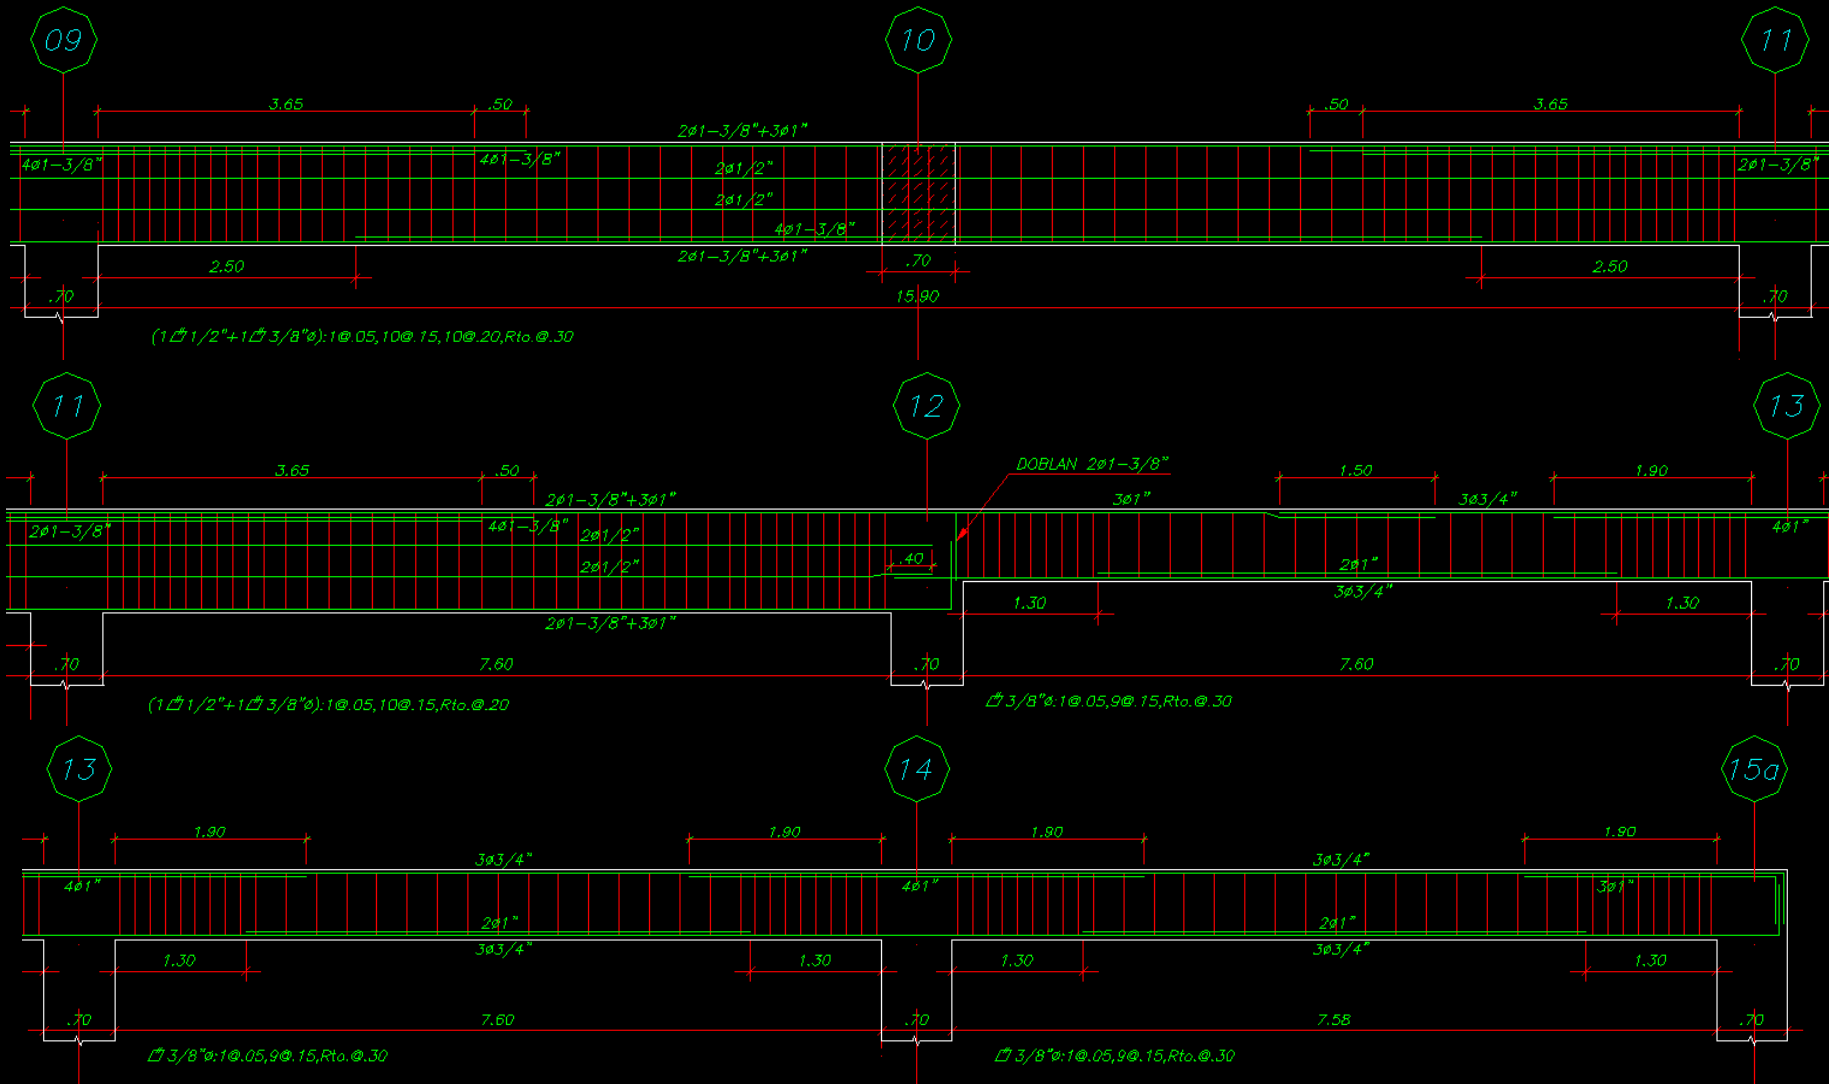 09 10 11
3.65 .50 .50 3.65
2ø1-3/8"+3ø1"
4ø1-3/8" 4ø1-3/8" 2ø1-3/8"
2ø1/2"
2ø1/2"
4ø1-3/8"
2ø1-3/8"+3ø1"
2.50 .70 2.50
.70 15.90 .70
(1 1/2"+1 3/8"ø):1@.05,10@.15,10@.20,Rto.@.30
11 12 13
DOBLAN 2ø1-3/8"
3.65 .50 1.50 1.90
2ø1-3/8"+3ø1" 3ø1" 3ø3/4"
2ø1-3/8" 4ø1-3/8" 4ø1"
2ø1/2"
.40
2ø1/2" 2ø1"
3ø3/4"
1.30 1.30
2ø1-3/8"+3ø1"
.70 7.60 .70 7.60 .70
(1 1/2"+1 3/8"ø):1@.05,10@.15,Rto.@.20 3/8"ø:1@.05,9@.15,Rto.@.30
13 14 15a
1.90 1.90 1.90 1.90
3ø3/4" 3ø3/4"
4ø1" 4ø1" 3ø1"
2ø1" 2ø1"
3ø3/4" 3ø3/4"
1.30 1.30 1.30 1.30
.70 7.60 .70 7.58 .70
3/8"ø:1@.05,9@.15,Rto.@.30 3/8"ø:1@.05,9@.15,Rto.@.30